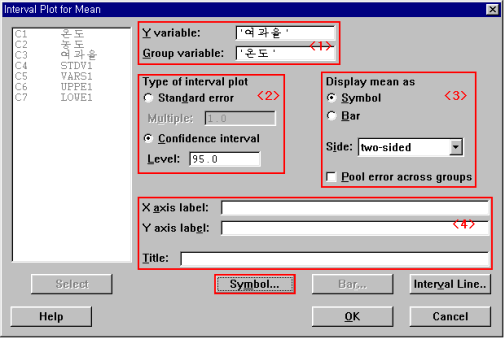 Interval Plot for Mean
C1 온도
C2 농도
C3 여과율
C4 STDV1
C5 VARS1
C6 UPPE1
C7 LOWE1
Y variable: '여과율'
Group variable: '온도'
<1>
Type of interval plot
Standard error <2>
Multiple: 1.0
Confidence interval
Level: 95.0
Display mean as
Symbol <3>
Bar
Side: two-sided
Pool error across groups
X axis label:
Y axis label: <4>
Title:
Select
Symbol...
Bar...
Interval Line..
Help
OK
Cancel